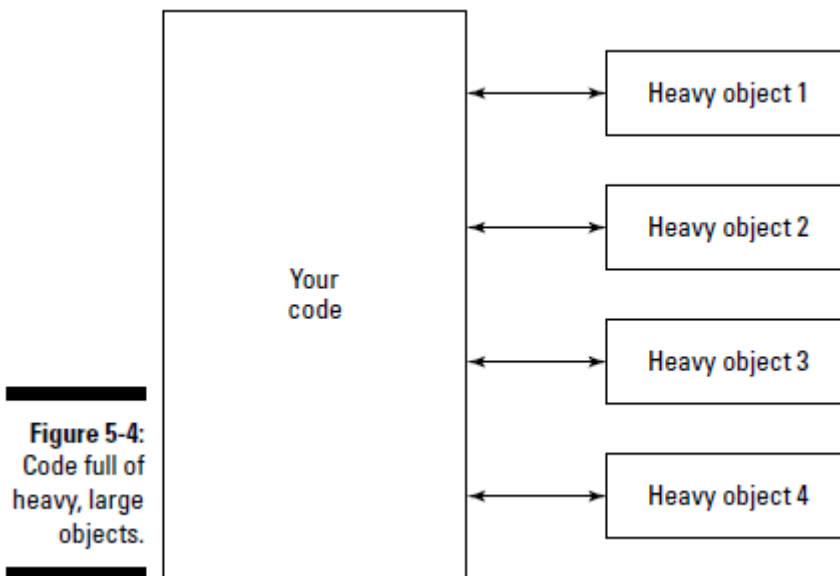 Heavy object 1
Heavy object 2
Your
code
Heavy object 3
Heavy object 4
Figure 5-4:
Code full of
heavy, large
objects.